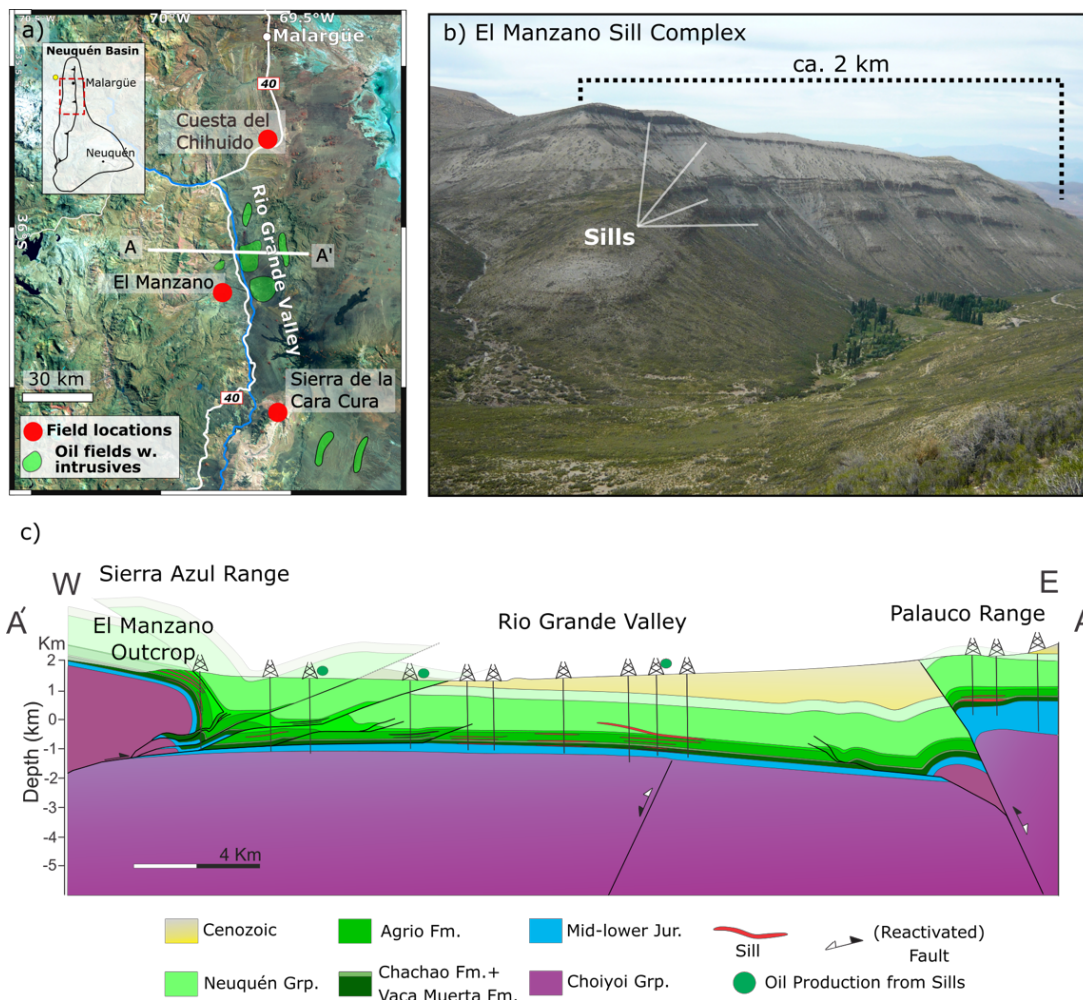 a)
70°W
69.5°W
Malargüe
Neuquén Basin
Malargüe
Neuquén
40
Cuesta del
Chihuido
36°S
Rio Grande Valley
A
A'
El Manzano
30 km
Sierra de la
Cara Cura
40
Field locations
Oil fields w.
intrusives
b) El Manzano Sill Complex
ca. 2 km
Sills
c)
W
Sierra Azul Range
E
A′
El Manzano
Outcrop
Rio Grande Valley
Palauco Range
A
Km
2
1
0
-1
-2
-3
-4
-5
Depth (km)
4 Km
Cenozoic
Agrio Fm.
Mid-lower Jur.
Sill
(Reactivated)
Fault
Neuquén Grp.
Chachao Fm.+
Vaca Muerta Fm.
Choiyoi Grp.
Oil Production from Sills